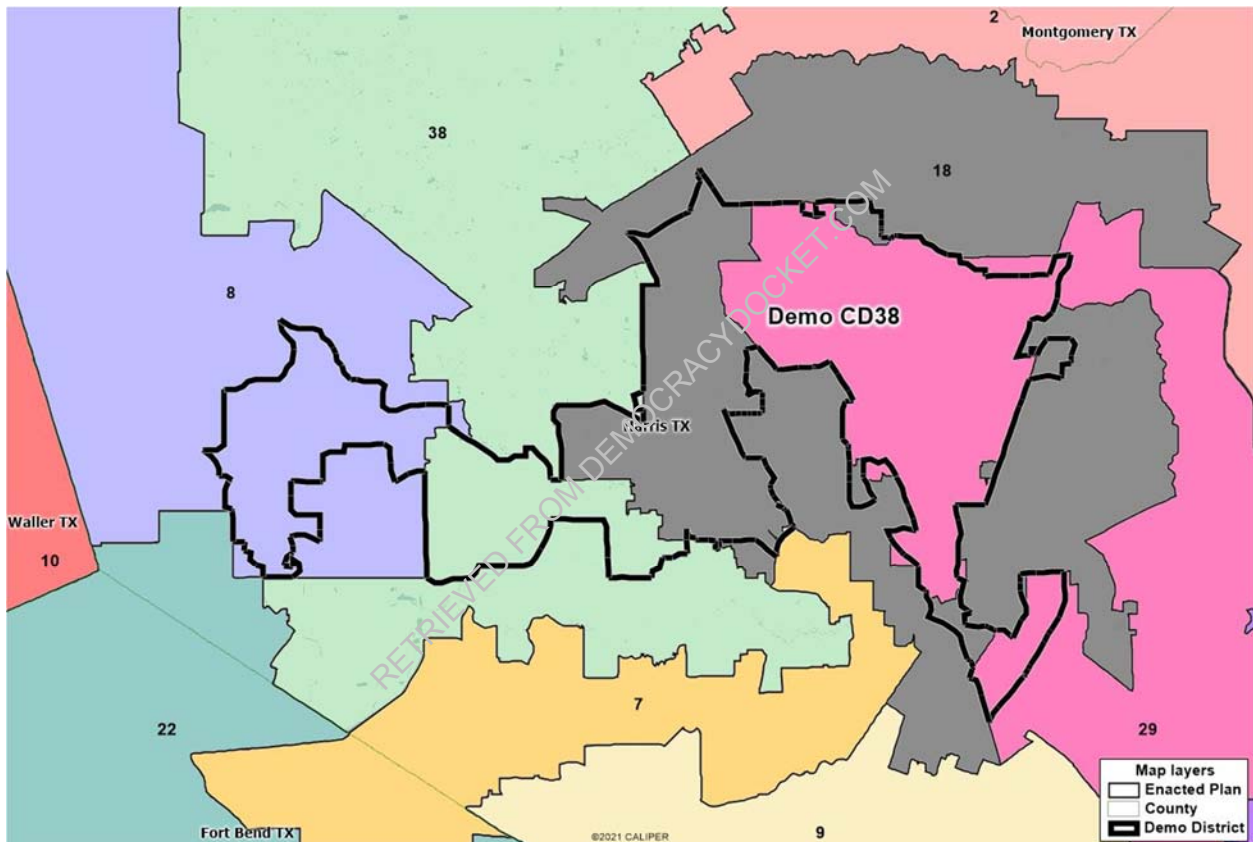 2
Montgomery TX
38
18
8
Demo CD38
Harris TX
Waller TX
10
22
7
29
Fort Bend TX
9
©2021 CALIPER
Map layers
Enacted Plan
County
Demo District
RETRIEVED FROM DEMOCRACYDOCKET.COM